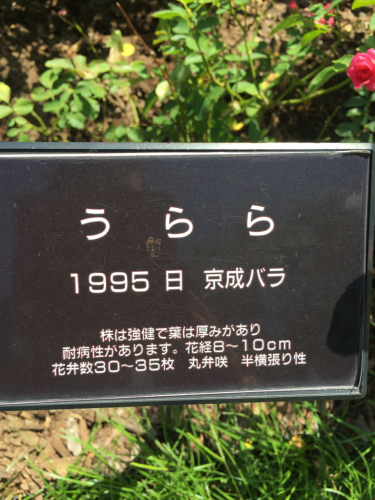 うらら
1995 日 京成バラ
株は強健で葉は厚みがあり
耐病性があります。花経8〜10cm
花弁数30〜35枚 丸弁咲 半横張り性